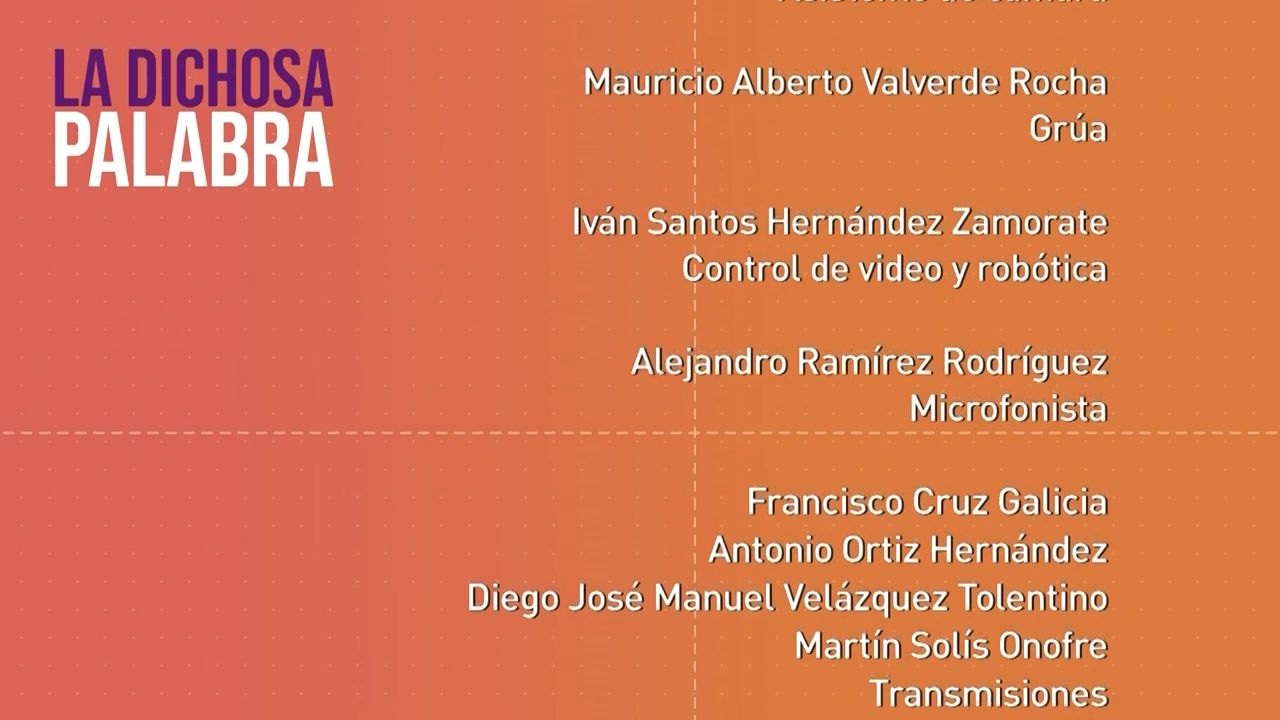 LA DICHOSA
PALABRA
Mauricio Alberto Valverde Rocha
Grúa
Iván Santos Hernández Zamorate
Control de video y robótica
Alejandro Ramírez Rodríguez
Microfonista
Francisco Cruz Galicia
Antonio Ortiz Hernández
Diego José Manuel Velázquez Tolentino
Martín Solís Onofre
Transmisiones